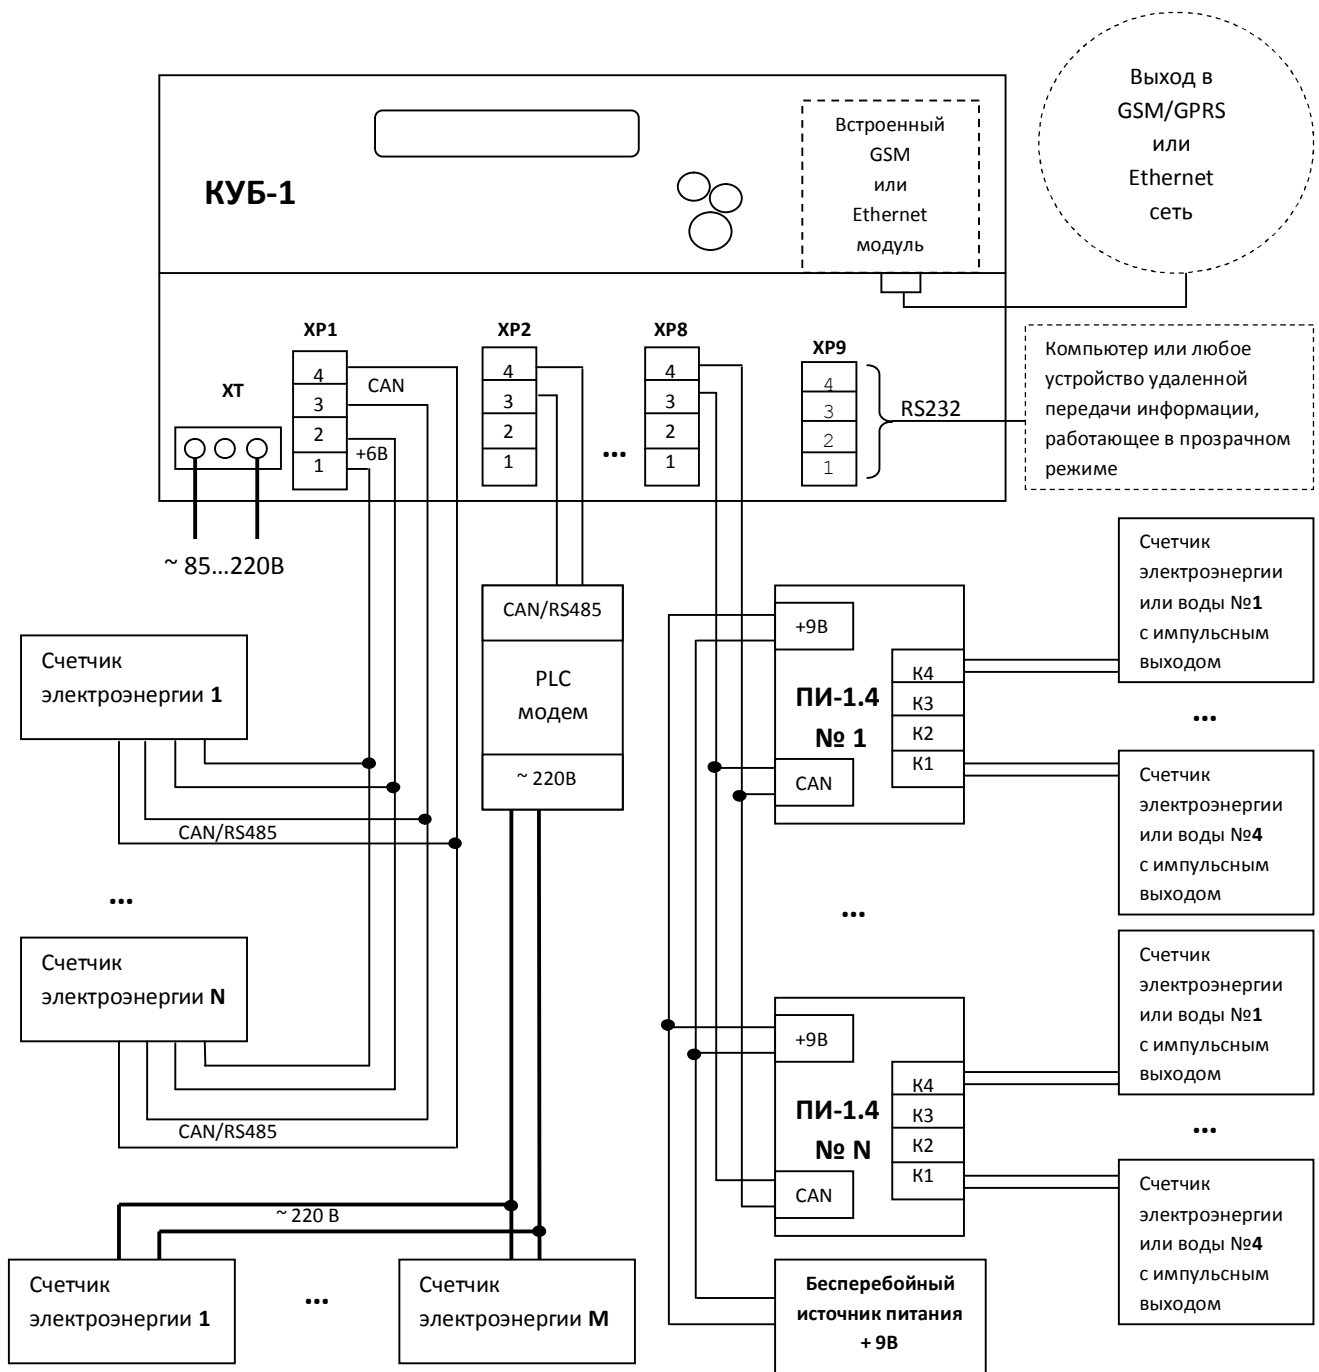 Выход в
GSM/GPRS
или
Ethernet
сеть
Встроенный
GSM
или
Ethernet
модуль
КУБ-1
XP1
XP2
XP8
XP9
XT
4
3
2
1
CAN
+6В
4
3
2
1
...
4
3
2
1
4
3
2
1
RS232
Компьютер или любое
устройство удаленной
передачи информации,
работающее в прозрачном
режиме
~ 85...220В
Счетчик
электроэнергии 1
CAN/RS485
...
Счетчик
электроэнергии N
CAN/RS485
CAN/RS485
PLC
модем
~ 220В
~ 220 В
Счетчик
электроэнергии 1
...
Счетчик
электроэнергии M
+9В
ПИ-1.4
№ 1
CAN
К4
К3
К2
К1
Счетчик
электроэнергии
или воды №1
с импульсным
выходом
...
Счетчик
электроэнергии
или воды №4
с импульсным
выходом
...
+9В
ПИ-1.4
№ N
CAN
К4
К3
К2
К1
Счетчик
электроэнергии
или воды №1
с импульсным
выходом
...
Счетчик
электроэнергии
или воды №4
с импульсным
выходом
Бесперебойный
источник питания
+ 9В